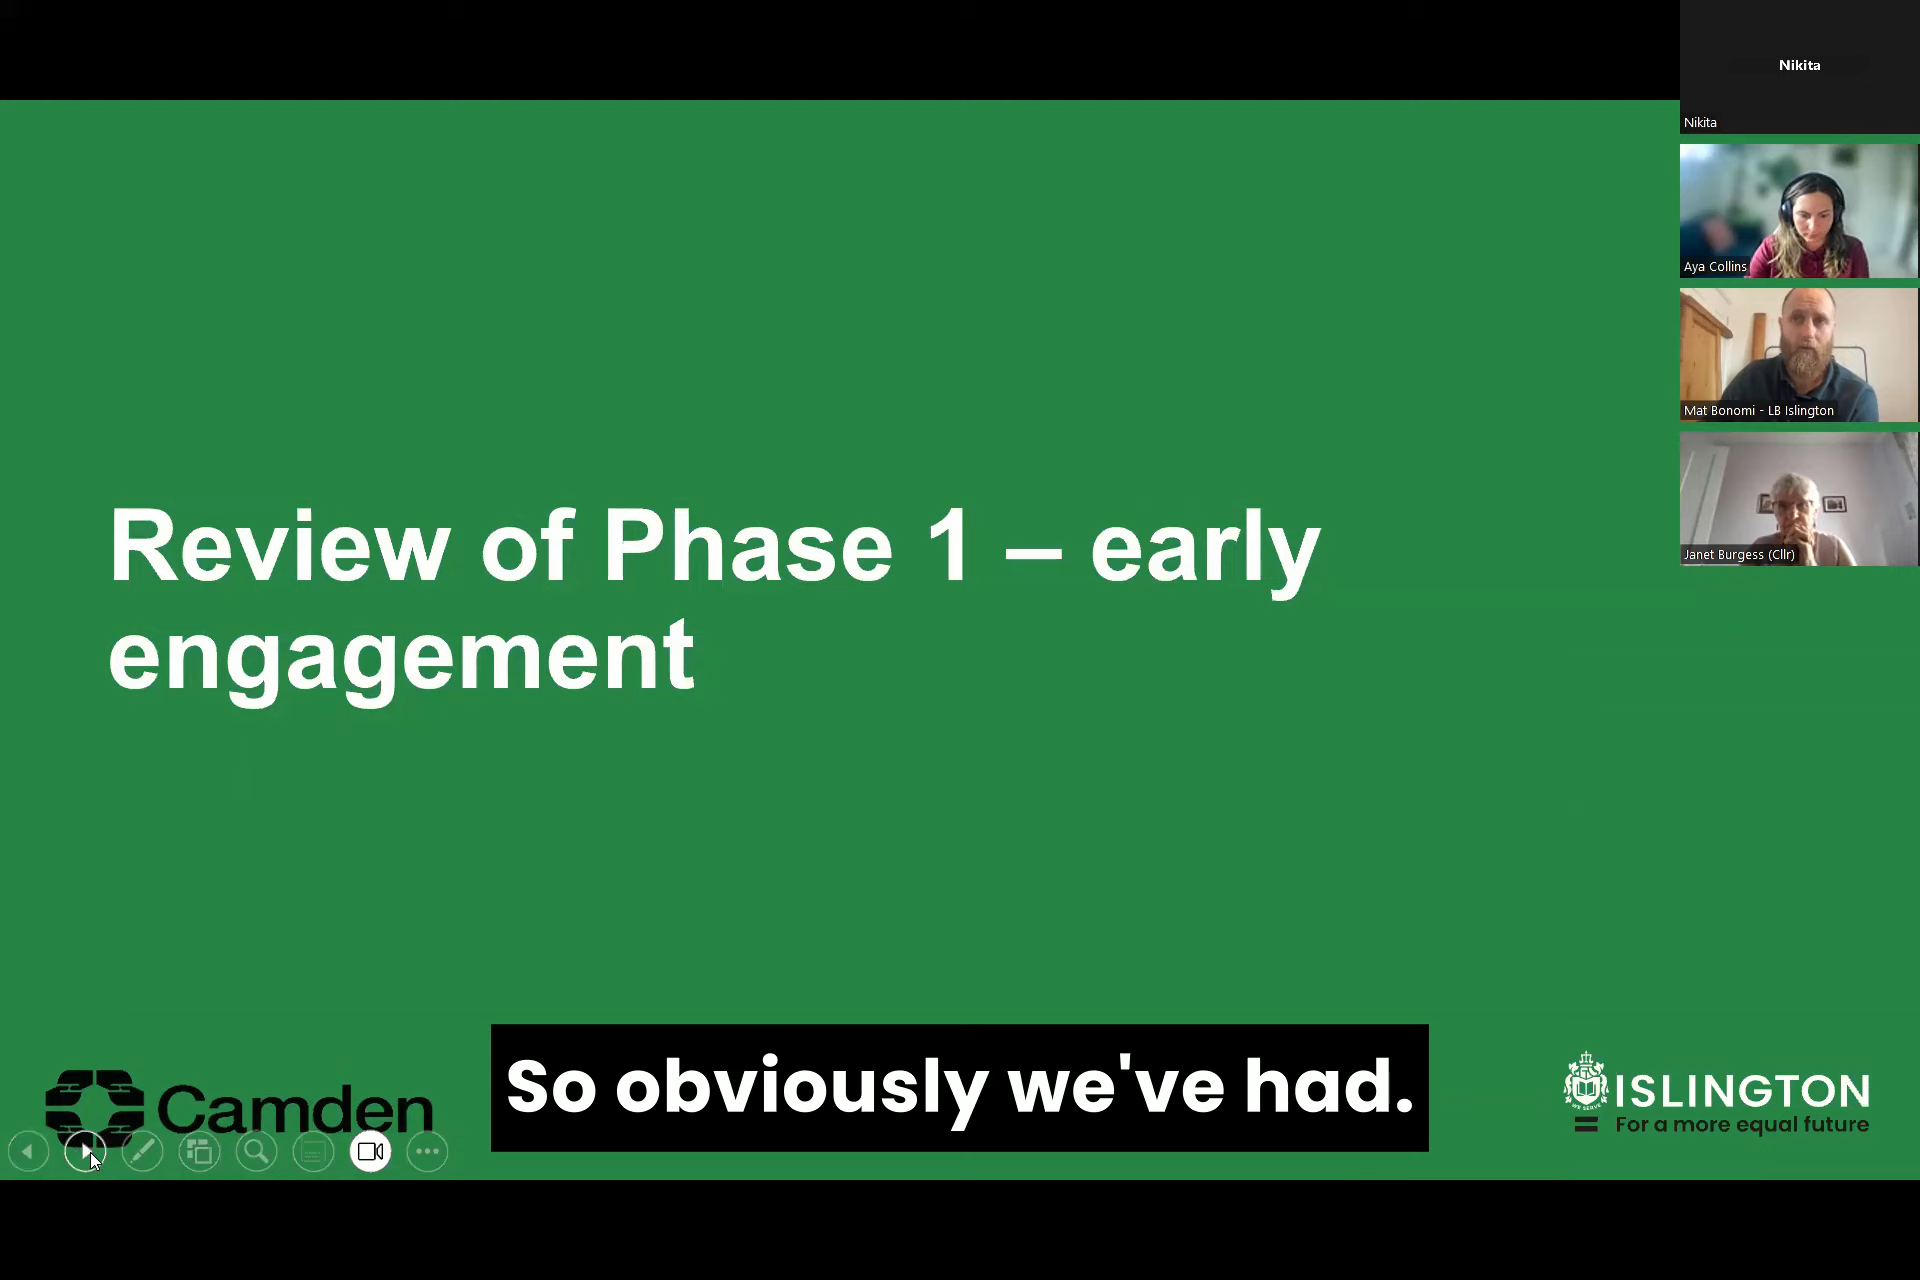 Nikita
Nikita
Aya Collins
Mat Bonomi - LB Islington
Janet Burgess (Cllr)
Review of Phase 1 – early
engagement
So obviously we've had.
Camden
ISLINGTON
For a more equal future